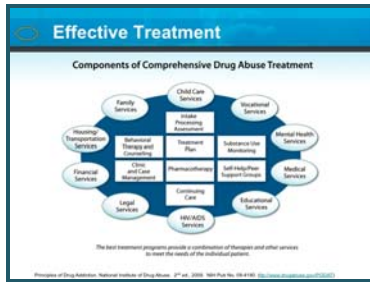 Effective Treatment
Components of Comprehensive Drug Abuse Treatment
Child Care
Services
Family
Services
Vocational
Services
Intake
Processing
Assessment
Housing/
Transportation
Services
Behavioral
Therapy and
Counseling
Treatment
Plan
Substance Use
Monitoring
Mental Health
Services
Financial
Services
Clinic
and Case
Management
Pharmacotherapy
Self-Help/Peer
Support Groups
Medical
Services
Continuing
Care
Legal
Services
Educational
Services
HIV/AIDS
Services
The best treatment programs provide a combination of therapies and other services
to meet the needs of the individual patient.
Principles of Drug Addiction. National Institute of Drug Abuse. 2nd ed., 2009. NIH Pub No. 09-4180.